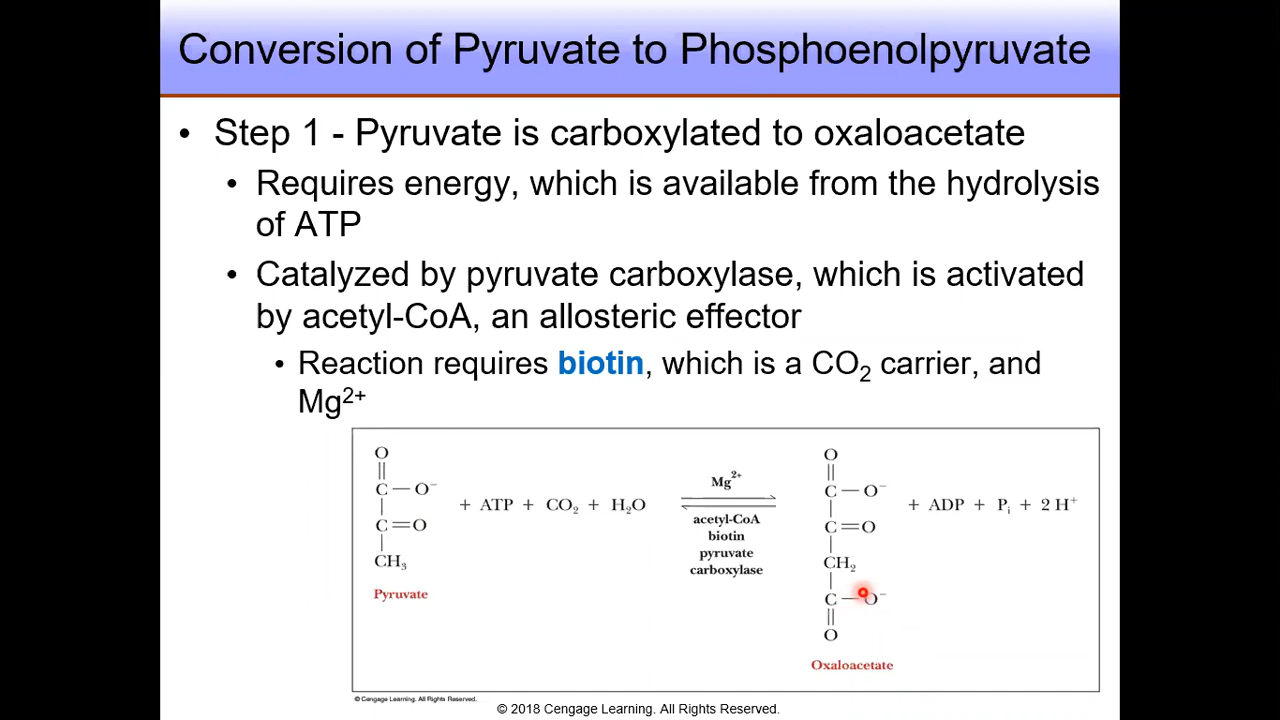 Conversion of Pyruvate to Phosphoenolpyruvate
• Step 1 - Pyruvate is carboxylated to oxaloacetate
• Requires energy, which is available from the hydrolysis
of ATP
• Catalyzed by pyruvate carboxylase, which is activated
by acetyl-CoA, an allosteric effector
• Reaction requires biotin, which is a CO₂ carrier, and
Mg²⁺
O
C—O⁻
C=O
CH₃
Pyruvate
+ ATP + CO₂ + H₂O
Mg²⁺
acetyl-CoA
biotin
pyruvate
carboxylase
O
C—O⁻
C=O
CH₂
C—O⁻
O
Oxaloacetate
+ ADP + Pᵢ + 2 H⁺
© Cengage Learning. All Rights Reserved.
© 2018 Cengage Learning. All Rights Reserved.